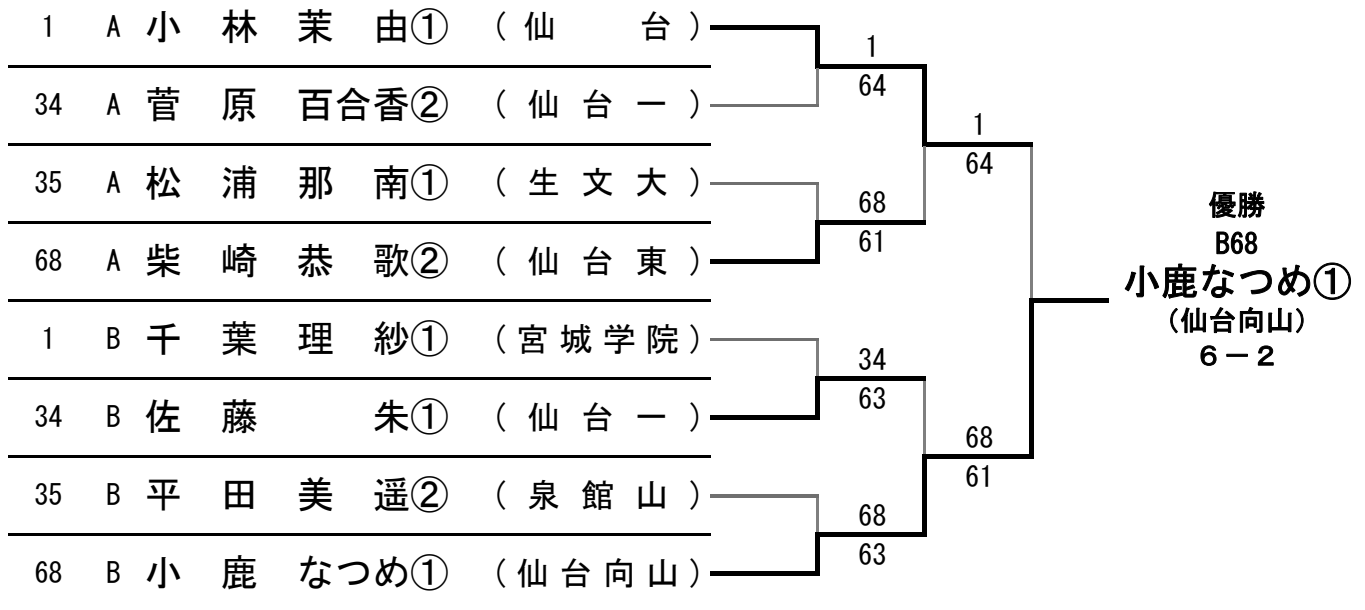 1 A 小林茉由① (仙台)
34 A 菅原百合香② (仙台一)
35 A 松浦那南① (生文大)
68 A 柴崎恭歌② (仙台東)
1 B 千葉理紗① (宮城学院)
34 B 佐藤朱① (仙台一)
35 B 平田美遥② (泉館山)
68 B 小鹿なつめ① (仙台向山)
1
64
68
61
34
63
68
63
1
64
68
61
優勝
B68
小鹿なつめ①
(仙台向山)
6－2